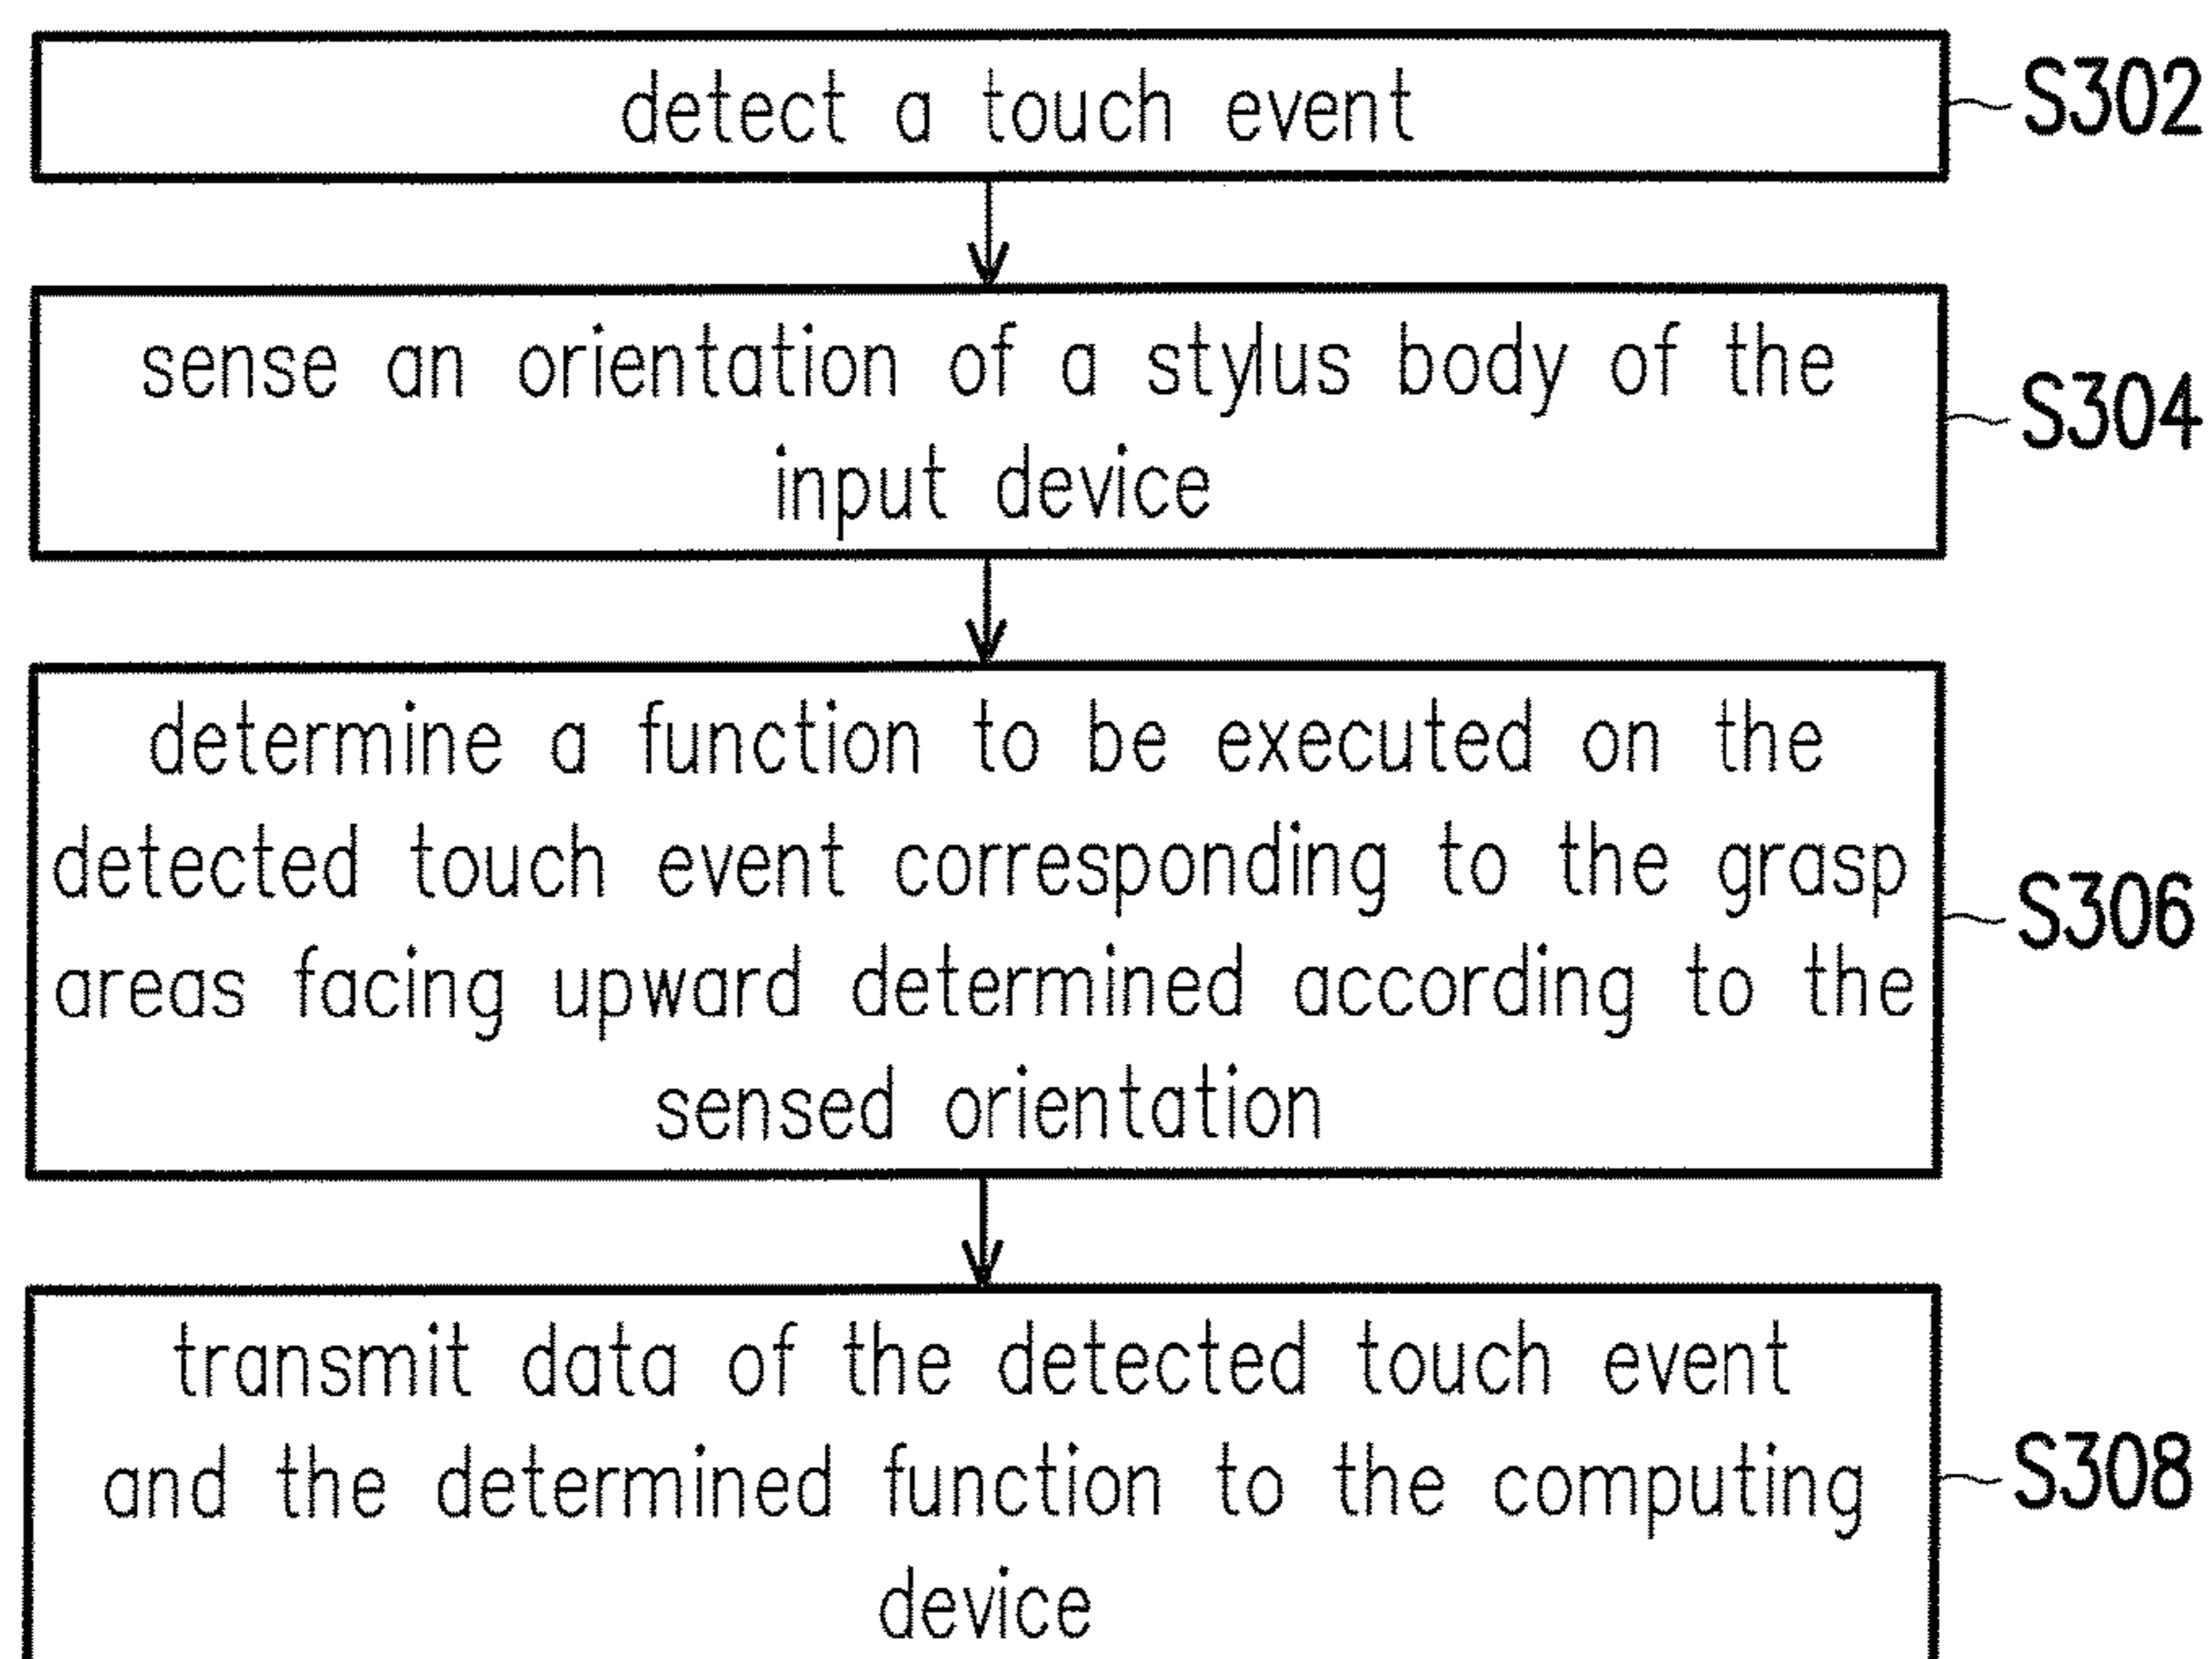 detect a touch event
S302
sense an orientation of a stylus body of the
input device
S304
determine a function to be executed on the
detected touch event corresponding to the grasp
areas facing upward determined according to the
sensed orientation
S306
transmit data of the detected touch event
and the determined function to the computing
device
S308